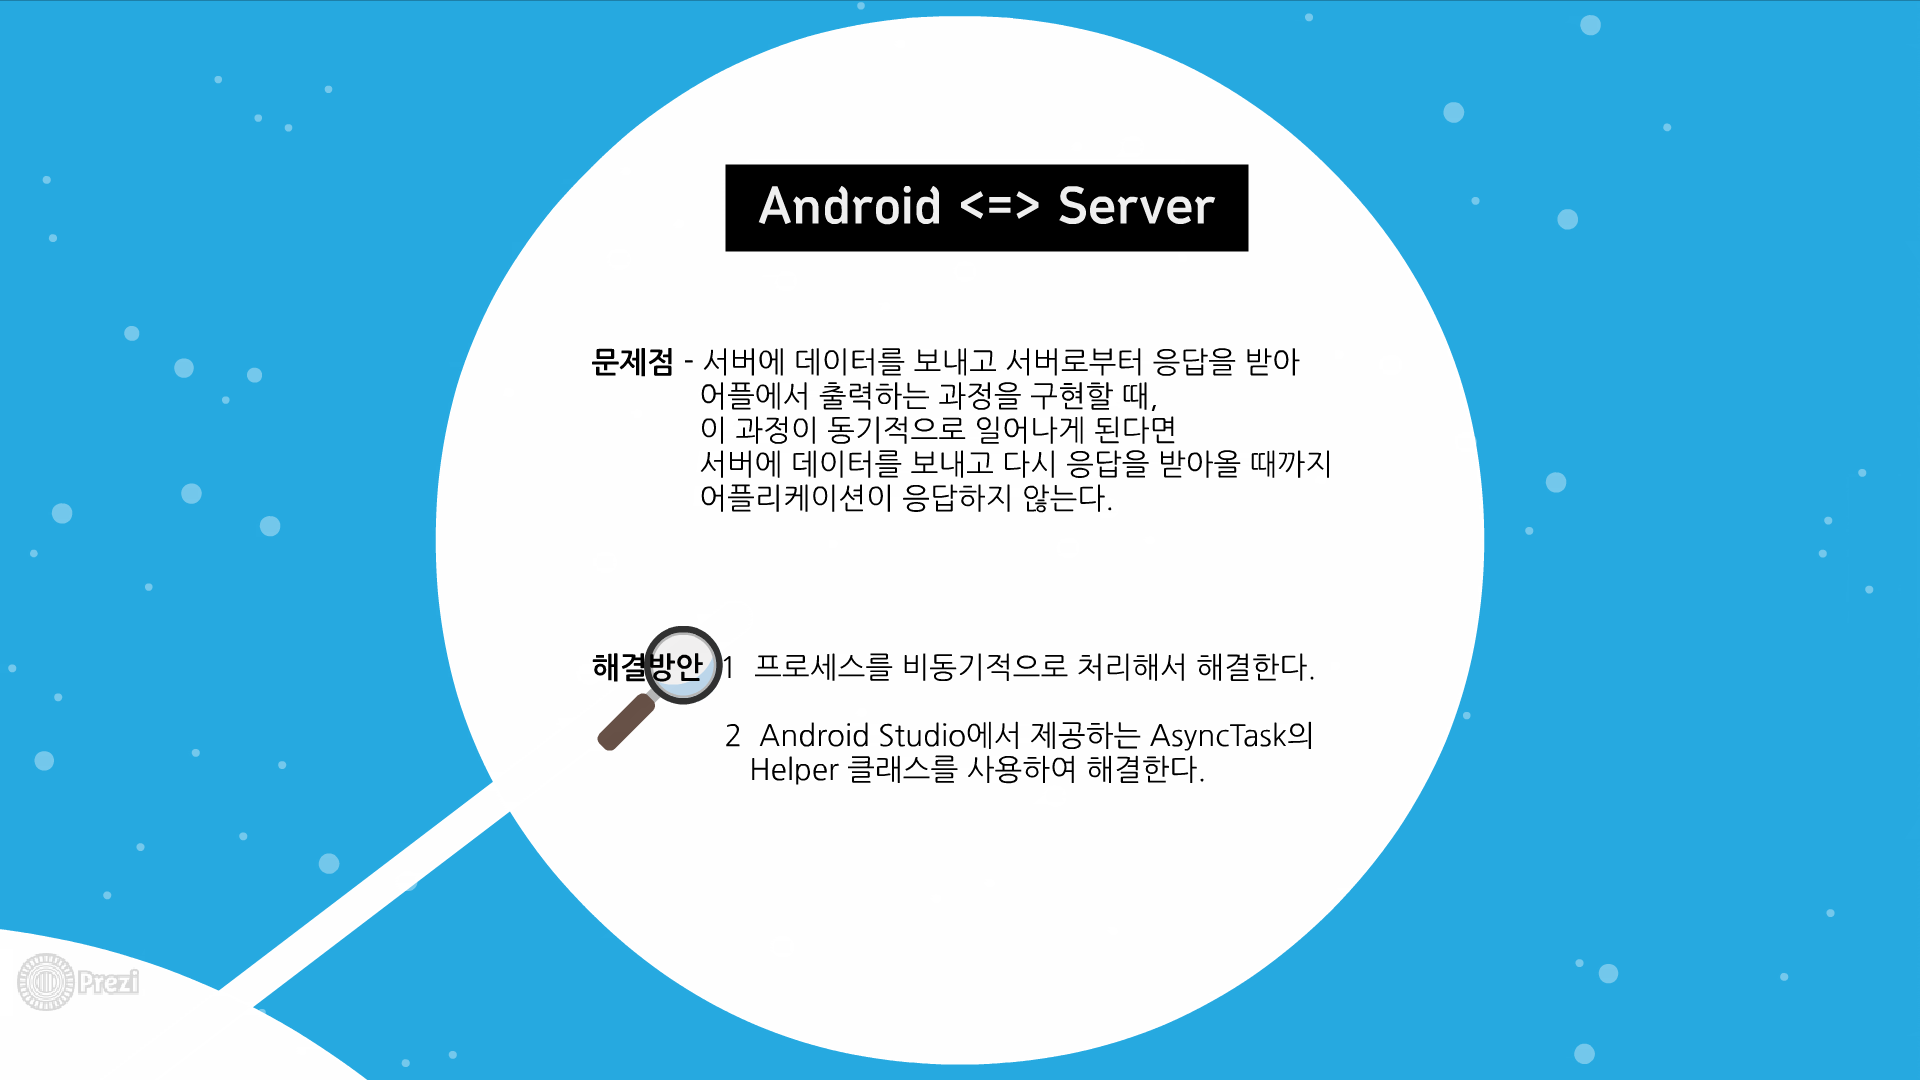 Android <=> Server
문제점 - 서버에 데이터를 보내고 서버로부터 응답을 받아
어플에서 출력하는 과정을 구현할 때,
이 과정이 동기적으로 일어나게 된다면
서버에 데이터를 보내고 다시 응답을 받아올 때까지
어플리케이션이 응답하지 않는다.
해결방안 1 프로세스를 비동기적으로 처리해서 해결한다.
2 Android Studio에서 제공하는 AsyncTask의
Helper 클래스를 사용하여 해결한다.
Prezi